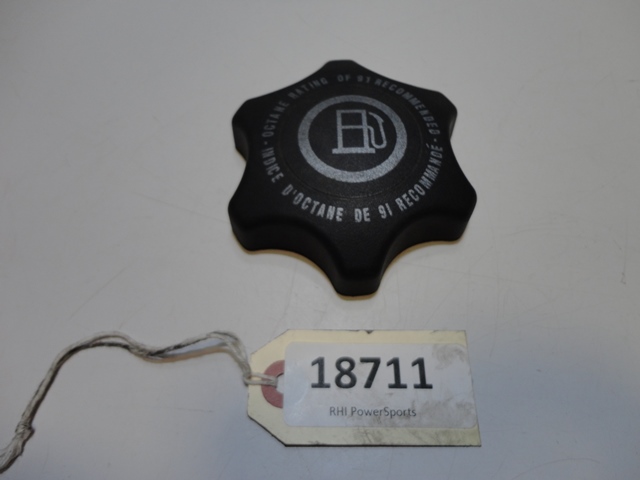 OCTANE RATING OF 91 RECOMMENDED
INDICE D'OCTANE DE 91 RECOMMANDÉ
18711
RHI PowerSports